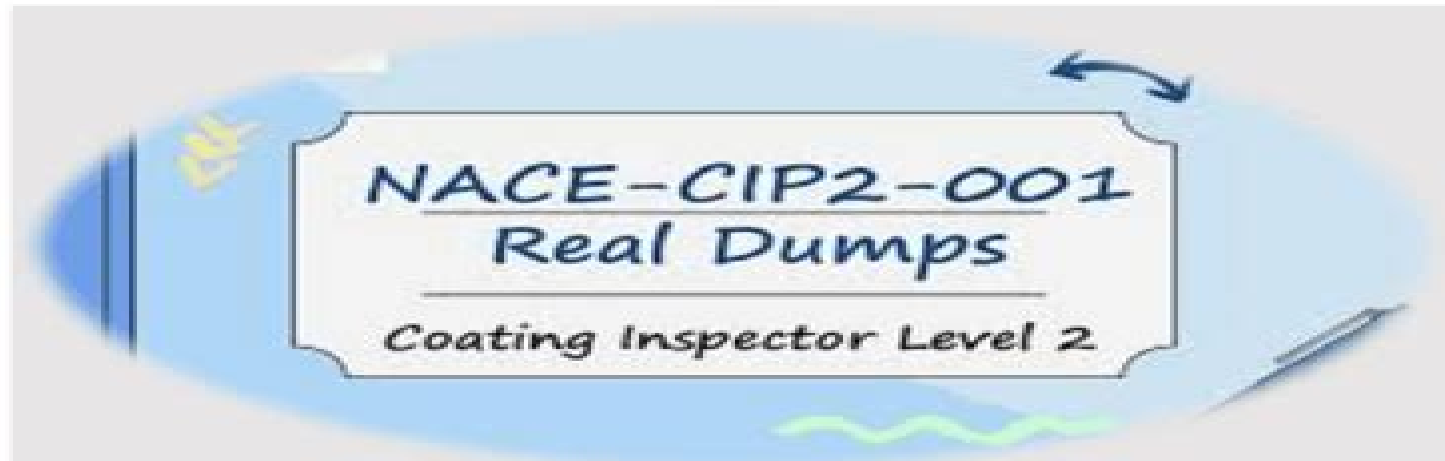 NACE-CIP2-001
Real Dumps
Coating Inspector Level 2